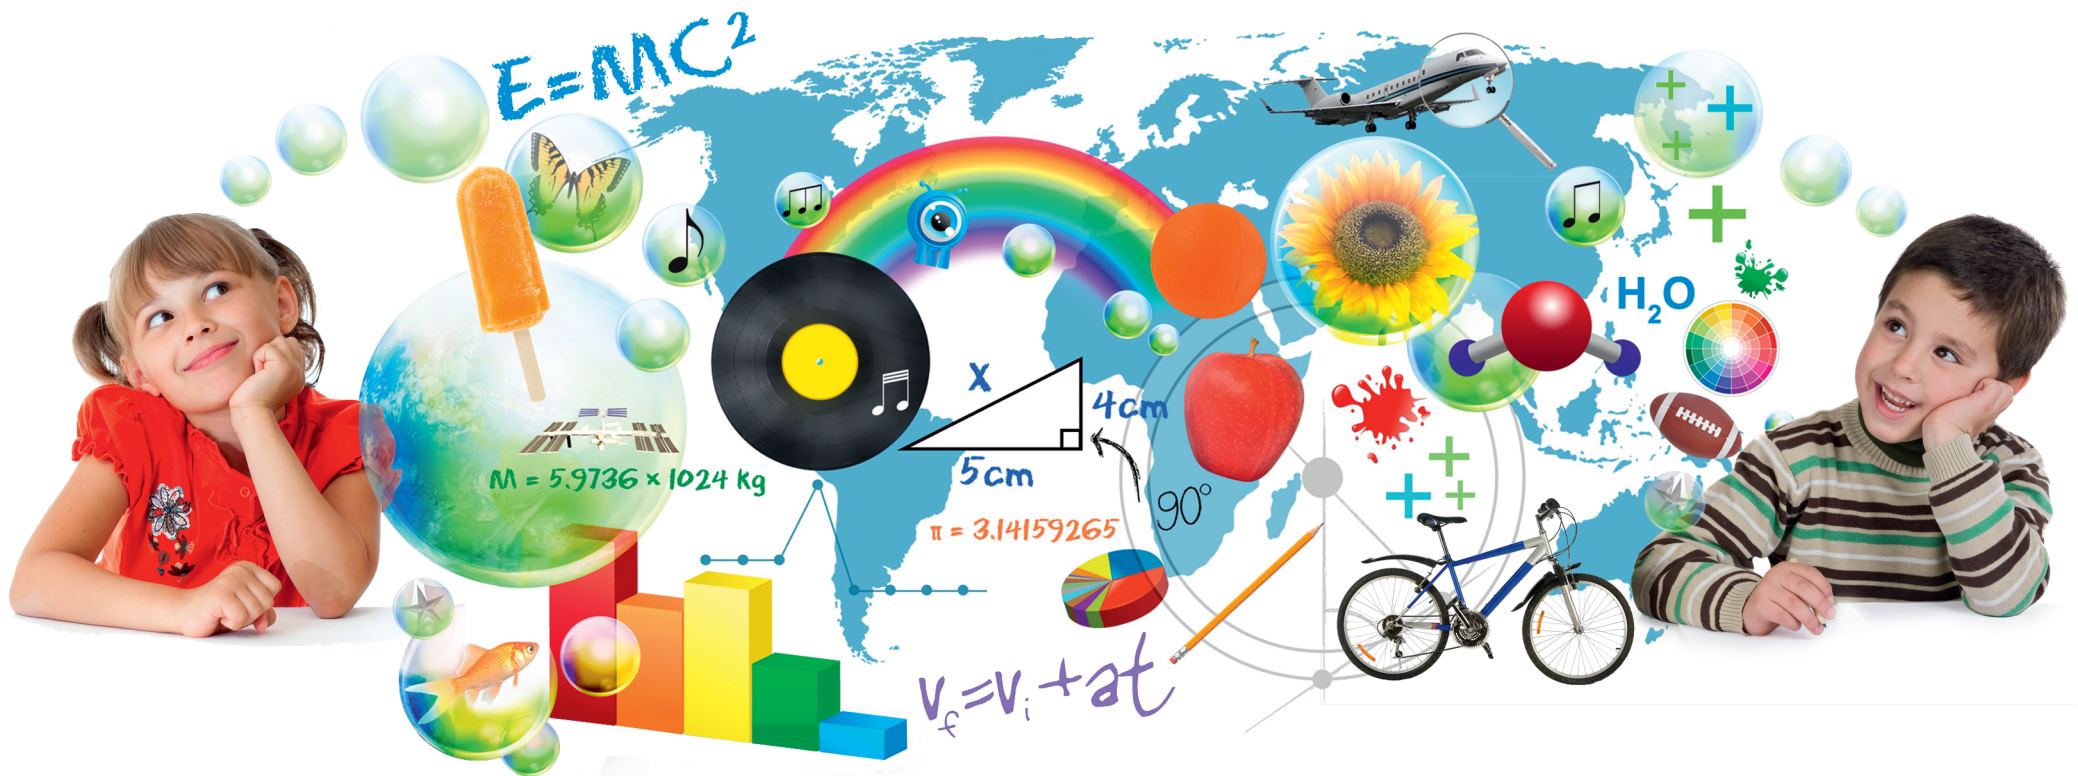 E=MC²
H₂O
X
4cm
5cm
M = 5.9736 × 1024 kg
90°
π = 3.14159265
Vf=Vi+at